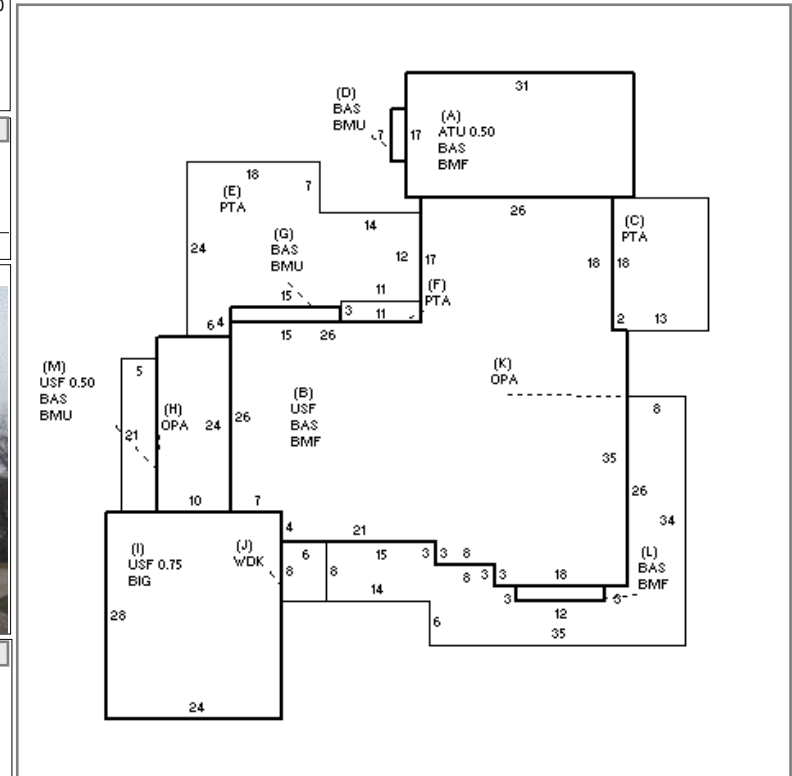 31
(D)
BAS
BMU
7
17
(A)
ATU 0.50
BAS
BMF
18
7
(E)
PTA
26
(C)
PTA
14
24
(G)
BAS
BMU
12
17
18
18
15
11
(F)
PTA
3
11
6
4
15
26
2
13
(M)
USF 0.50
BAS
BMU
5
(K)
OPA
(H)
OPA
24
26
(B)
USF
BAS
BMF
8
21
35
26
34
10
7
4
21
(I)
USF 0.75
BIG
(J)
WDK
6
8
8
15
3
3
8
8
3
3
18
(L)
BAS
BMF
14
3
3
12
28
6
35
24